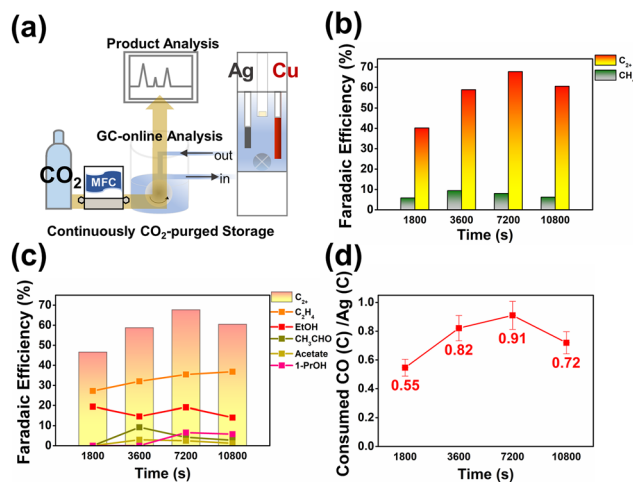 (a)
Product Analysis
Ag Cu
GC-online Analysis
out
in
CO2
MFC
Continuously CO2-purged Storage
(b)
Faradaic Efficiency (%)
80
70
60
50
40
30
20
10
0
1800 3600 7200 10800
Time (s)
C2+
CH
(c)
Faradaic Efficiency (%)
70
60
50
40
30
20
10
0
1800 3600 7200 10800
Time (s)
C2+
C2H4
EtOH
CH3CHO
Acetate
1-PrOH
(d)
Consumed CO (C) /Ag (C)
1.0
0.8
0.6
0.4
0.2
0.0
0.55
0.82
0.91
0.72
1800 3600 7200 10800
Time (s)